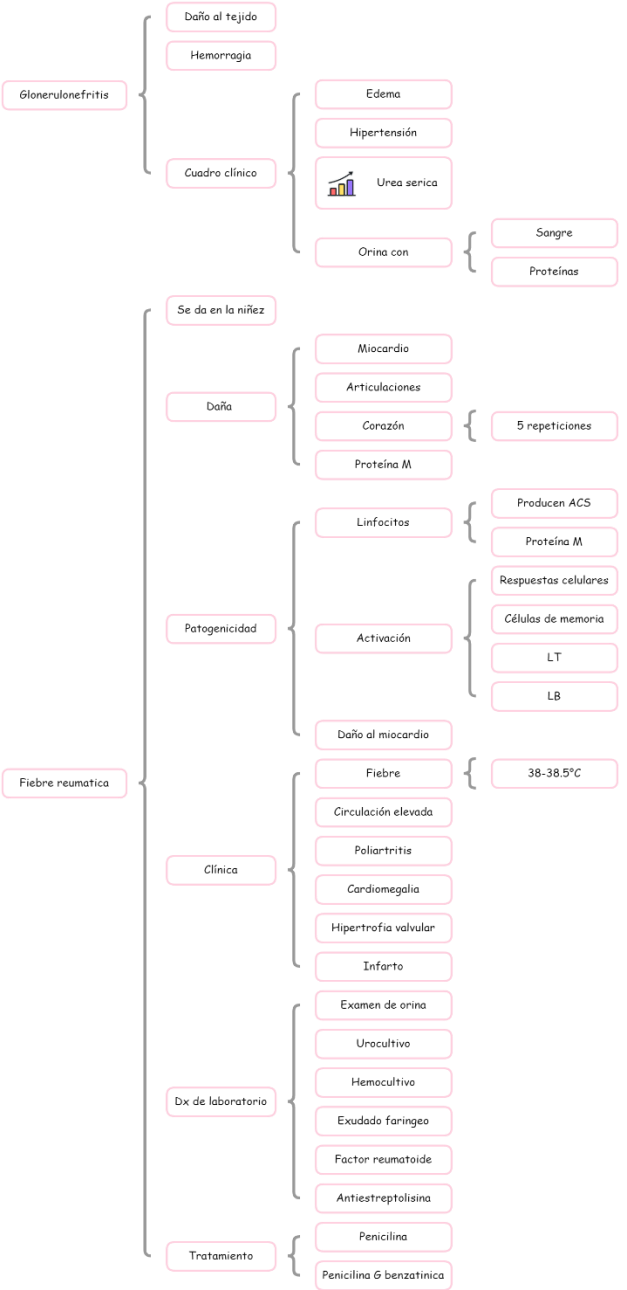 Glonerulonefritis
Daño al tejido
Hemorragia
Cuadro clínico
Edema
Hipertensión
Urea serica
Orina con
Sangre
Proteínas
Fiebre reumatica
Se da en la niñez
Daña
Miocardio
Articulaciones
Corazón
5 repeticiones
Proteína M
Patogenicidad
Linfocitos
Producen ACS
Proteína M
Activación
Respuestas celulares
Células de memoria
LT
LB
Daño al miocardio
Clínica
Fiebre
38-38.5°C
Circulación elevada
Poliartritis
Cardiomegalia
Hipertrofia valvular
Infarto
Dx de laboratorio
Examen de orina
Urocultivo
Hemocultivo
Exudado faringeo
Factor reumatoide
Antiestreptolisina
Tratamiento
Penicilina
Penicilina G benzatinica